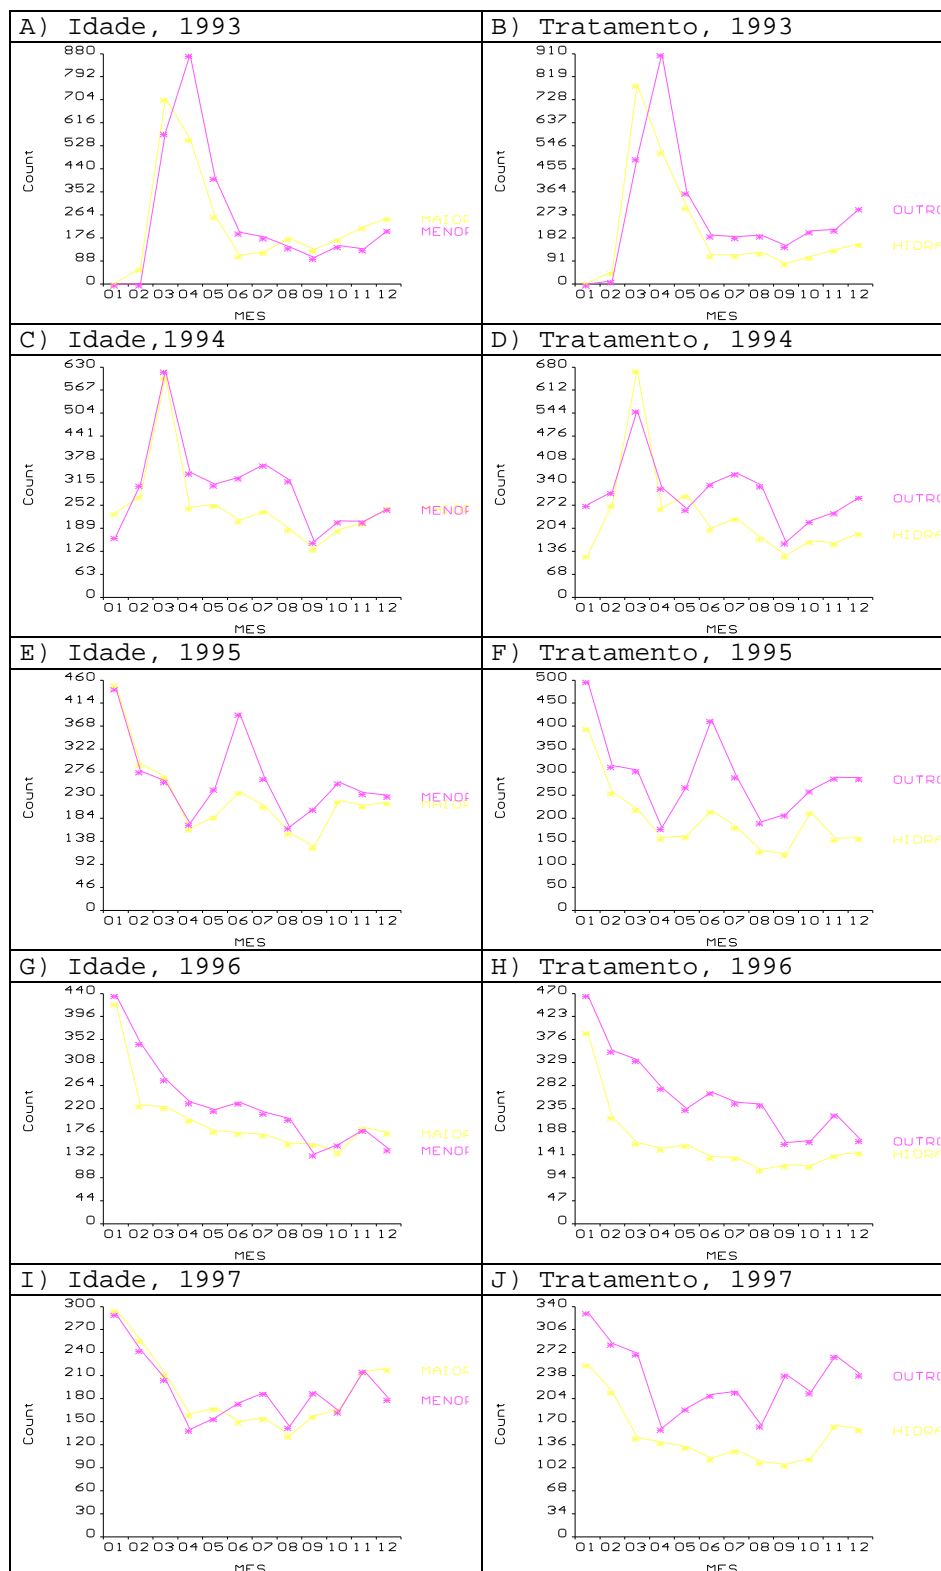 A) Idade, 1993
880
792
704
616
528
440
352
264
176
88
0
Count
01 02 03 04 05 06 07 08 09 10 11 12
MES
MAIOR
MENOR
B) Tratamento, 1993
910
819
728
637
546
455
364
273
182
91
0
Count
01 02 03 04 05 06 07 08 09 10 11 12
MES
OUTRO
HIDRA
C) Idade,1994
630
567
504
441
378
315
252
189
126
63
0
Count
01 02 03 04 05 06 07 08 09 10 11 12
MES
MENOR
D) Tratamento, 1994
680
612
544
476
408
340
272
204
136
68
0
Count
01 02 03 04 05 06 07 08 09 10 11 12
MES
OUTRO
HIDRA
E) Idade, 1995
460
414
368
322
276
230
184
138
92
46
0
Count
01 02 03 04 05 06 07 08 09 10 11 12
MES
MENOR
MAIOR
F) Tratamento, 1995
500
450
400
350
300
250
200
150
100
50
0
Count
01 02 03 04 05 06 07 08 09 10 11 12
MES
OUTRO
HIDRA
G) Idade, 1996
440
396
352
308
264
220
176
132
88
44
0
Count
01 02 03 04 05 06 07 08 09 10 11 12
MES
MAIOR
MENOR
H) Tratamento, 1996
470
423
376
329
282
235
188
141
94
47
0
Count
01 02 03 04 05 06 07 08 09 10 11 12
MES
OUTRO
HIDRA
I) Idade, 1997
300
270
240
210
180
150
120
90
60
30
0
Count
01 02 03 04 05 06 07 08 09 10 11 12
MES
MAIOR
MENOR
J) Tratamento, 1997
340
306
272
238
204
170
136
102
68
34
0
Count
01 02 03 04 05 06 07 08 09 10 11 12
MES
OUTRO
HIDRA